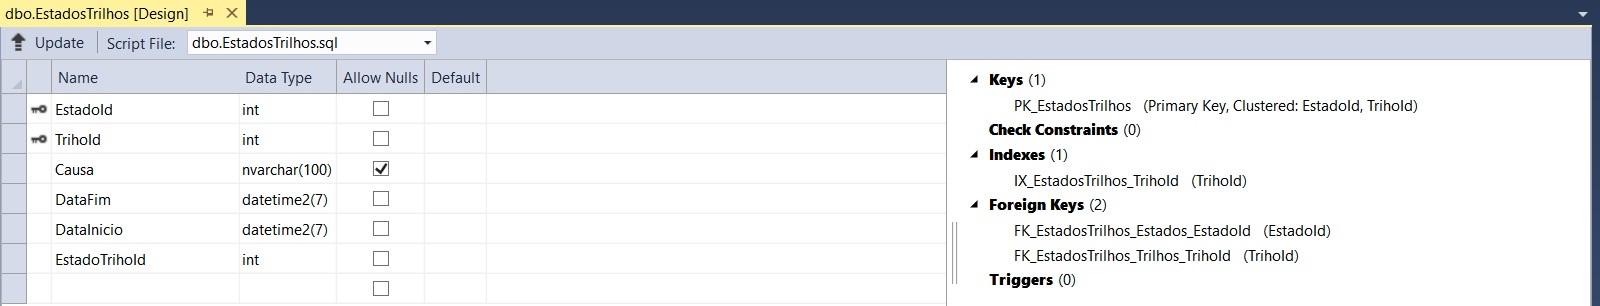 dbo.EstadosTrilhos [Design]
Update Script File: dbo.EstadosTrilhos.sql
Name Data Type Allow Nulls Default
EstadoId int
TrihoId int
Causa nvarchar(100)
DataFim datetime2(7)
DataInicio datetime2(7)
EstadoTrihoId int
Keys (1)
PK_EstadosTrilhos (Primary Key, Clustered: EstadoId, TrihoId)
Check Constraints (0)
Indexes (1)
IX_EstadosTrilhos_TrihoId (TrihoId)
Foreign Keys (2)
FK_EstadosTrilhos_Estados_EstadoId (EstadoId)
FK_EstadosTrilhos_Trilhos_TrihoId (TrihoId)
Triggers (0)